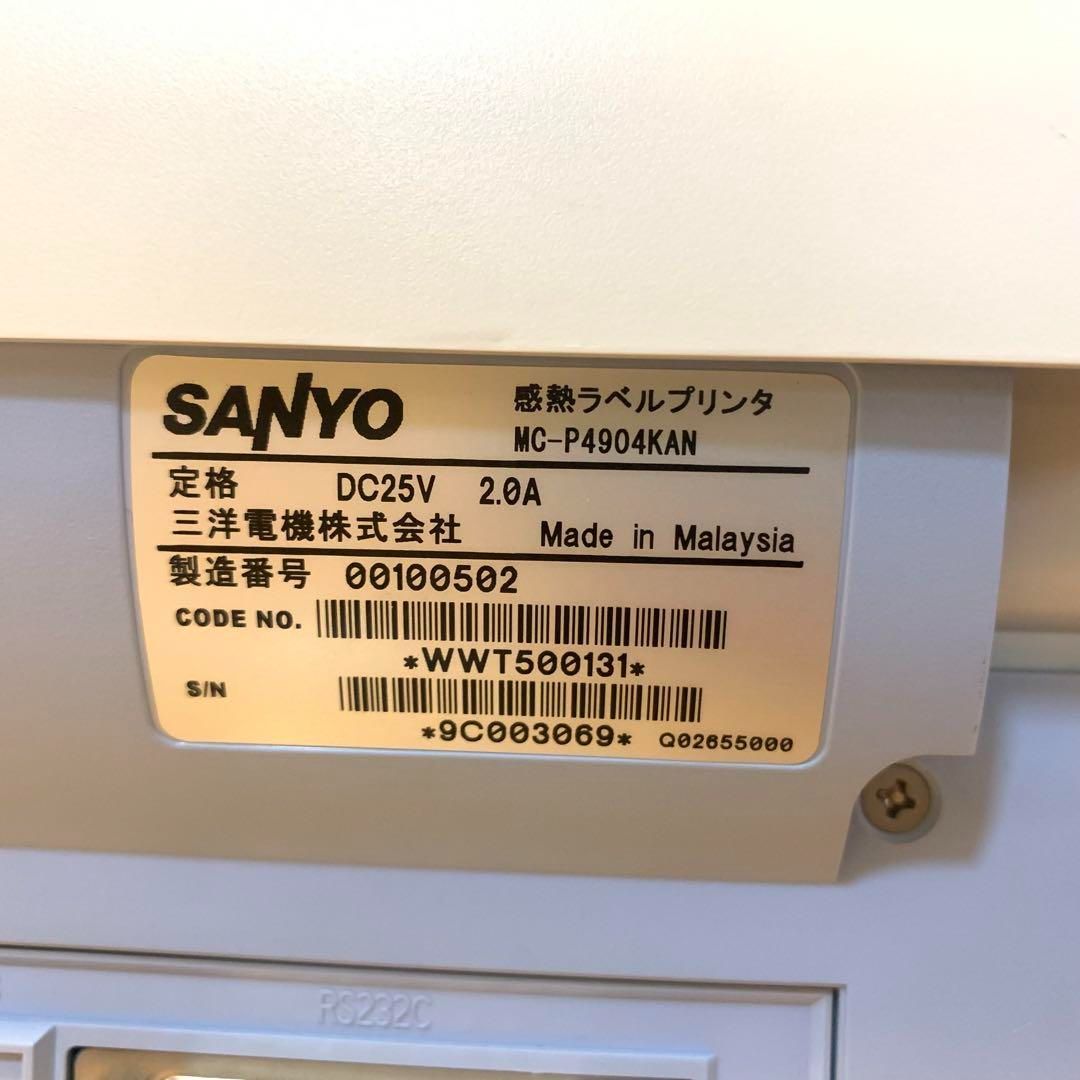 SANYO
感熱ラベルプリンタ
MC-P4904KAN
定格 DC25V 2.0A
三洋電機株式会社 Made in Malaysia
製造番号 00100502
CODE NO.
*WWT500131*
S/N
*9C003069* Q02655000
RS232C